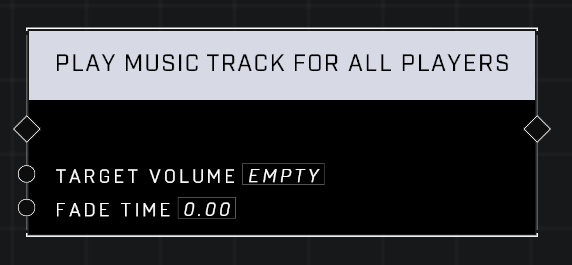 PLAY MUSIC TRACK FOR ALL PLAYERS
TARGET VOLUME EMPTY
FADE TIME 0.00